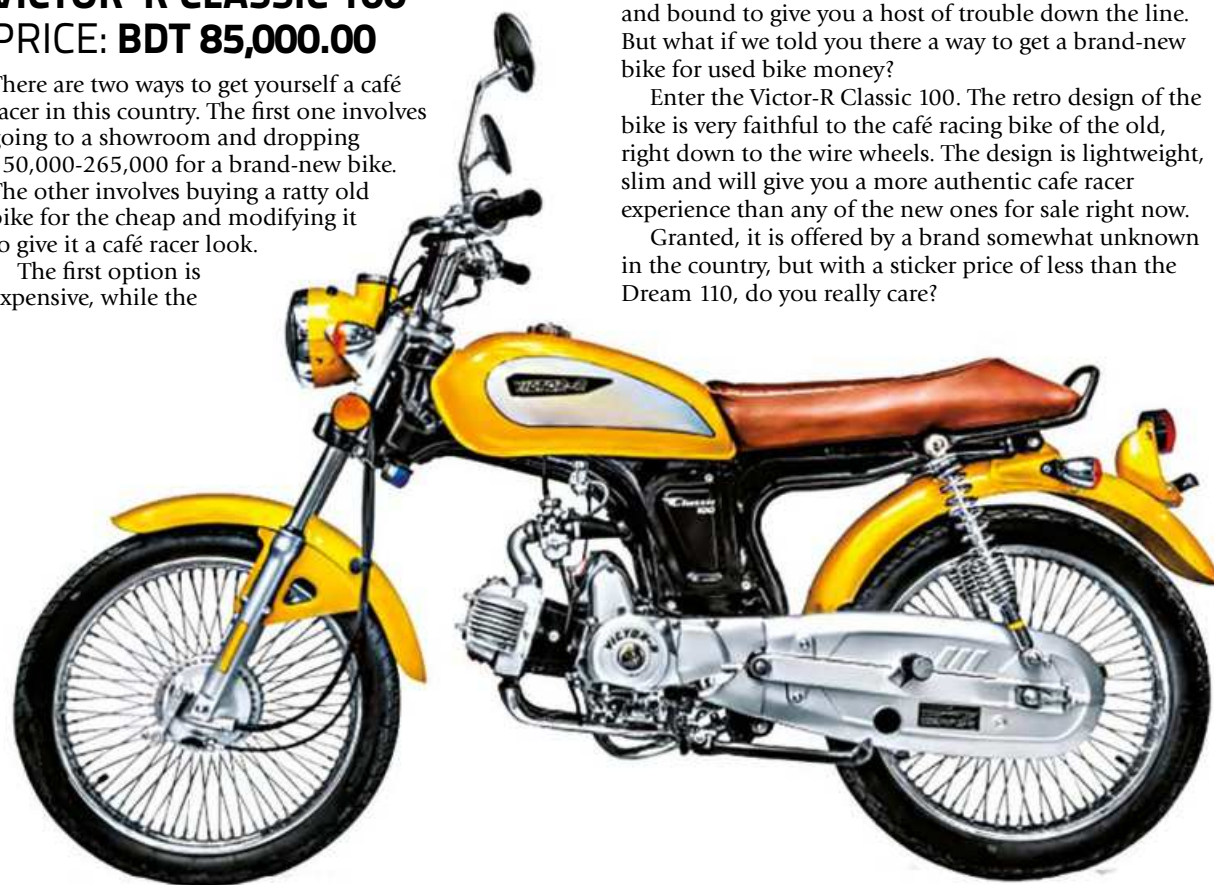 VICTOR-R CLASSIC 100
PRICE: BDT 85,000.00
There are two ways to get yourself a café
racer in this country. The first one involves
going to a showroom and dropping
50,000-265,000 for a brand-new bike.
The other involves buying a ratty old
bike for the cheap and modifying it
to give it a café racer look.
The first option is
expensive, while the
and bound to give you a host of trouble down the line.
But what if we told you there a way to get a brand-new
bike for used bike money?
Enter the Victor-R Classic 100. The retro design of the
bike is very faithful to the café racing bike of the old,
right down to the wire wheels. The design is lightweight,
slim and will give you a more authentic cafe racer
experience than any of the new ones for sale right now.
Granted, it is offered by a brand somewhat unknown
in the country, but with a sticker price of less than the
Dream 110, do you really care?
VICTOR-R
Classic
100
VICTOR-R